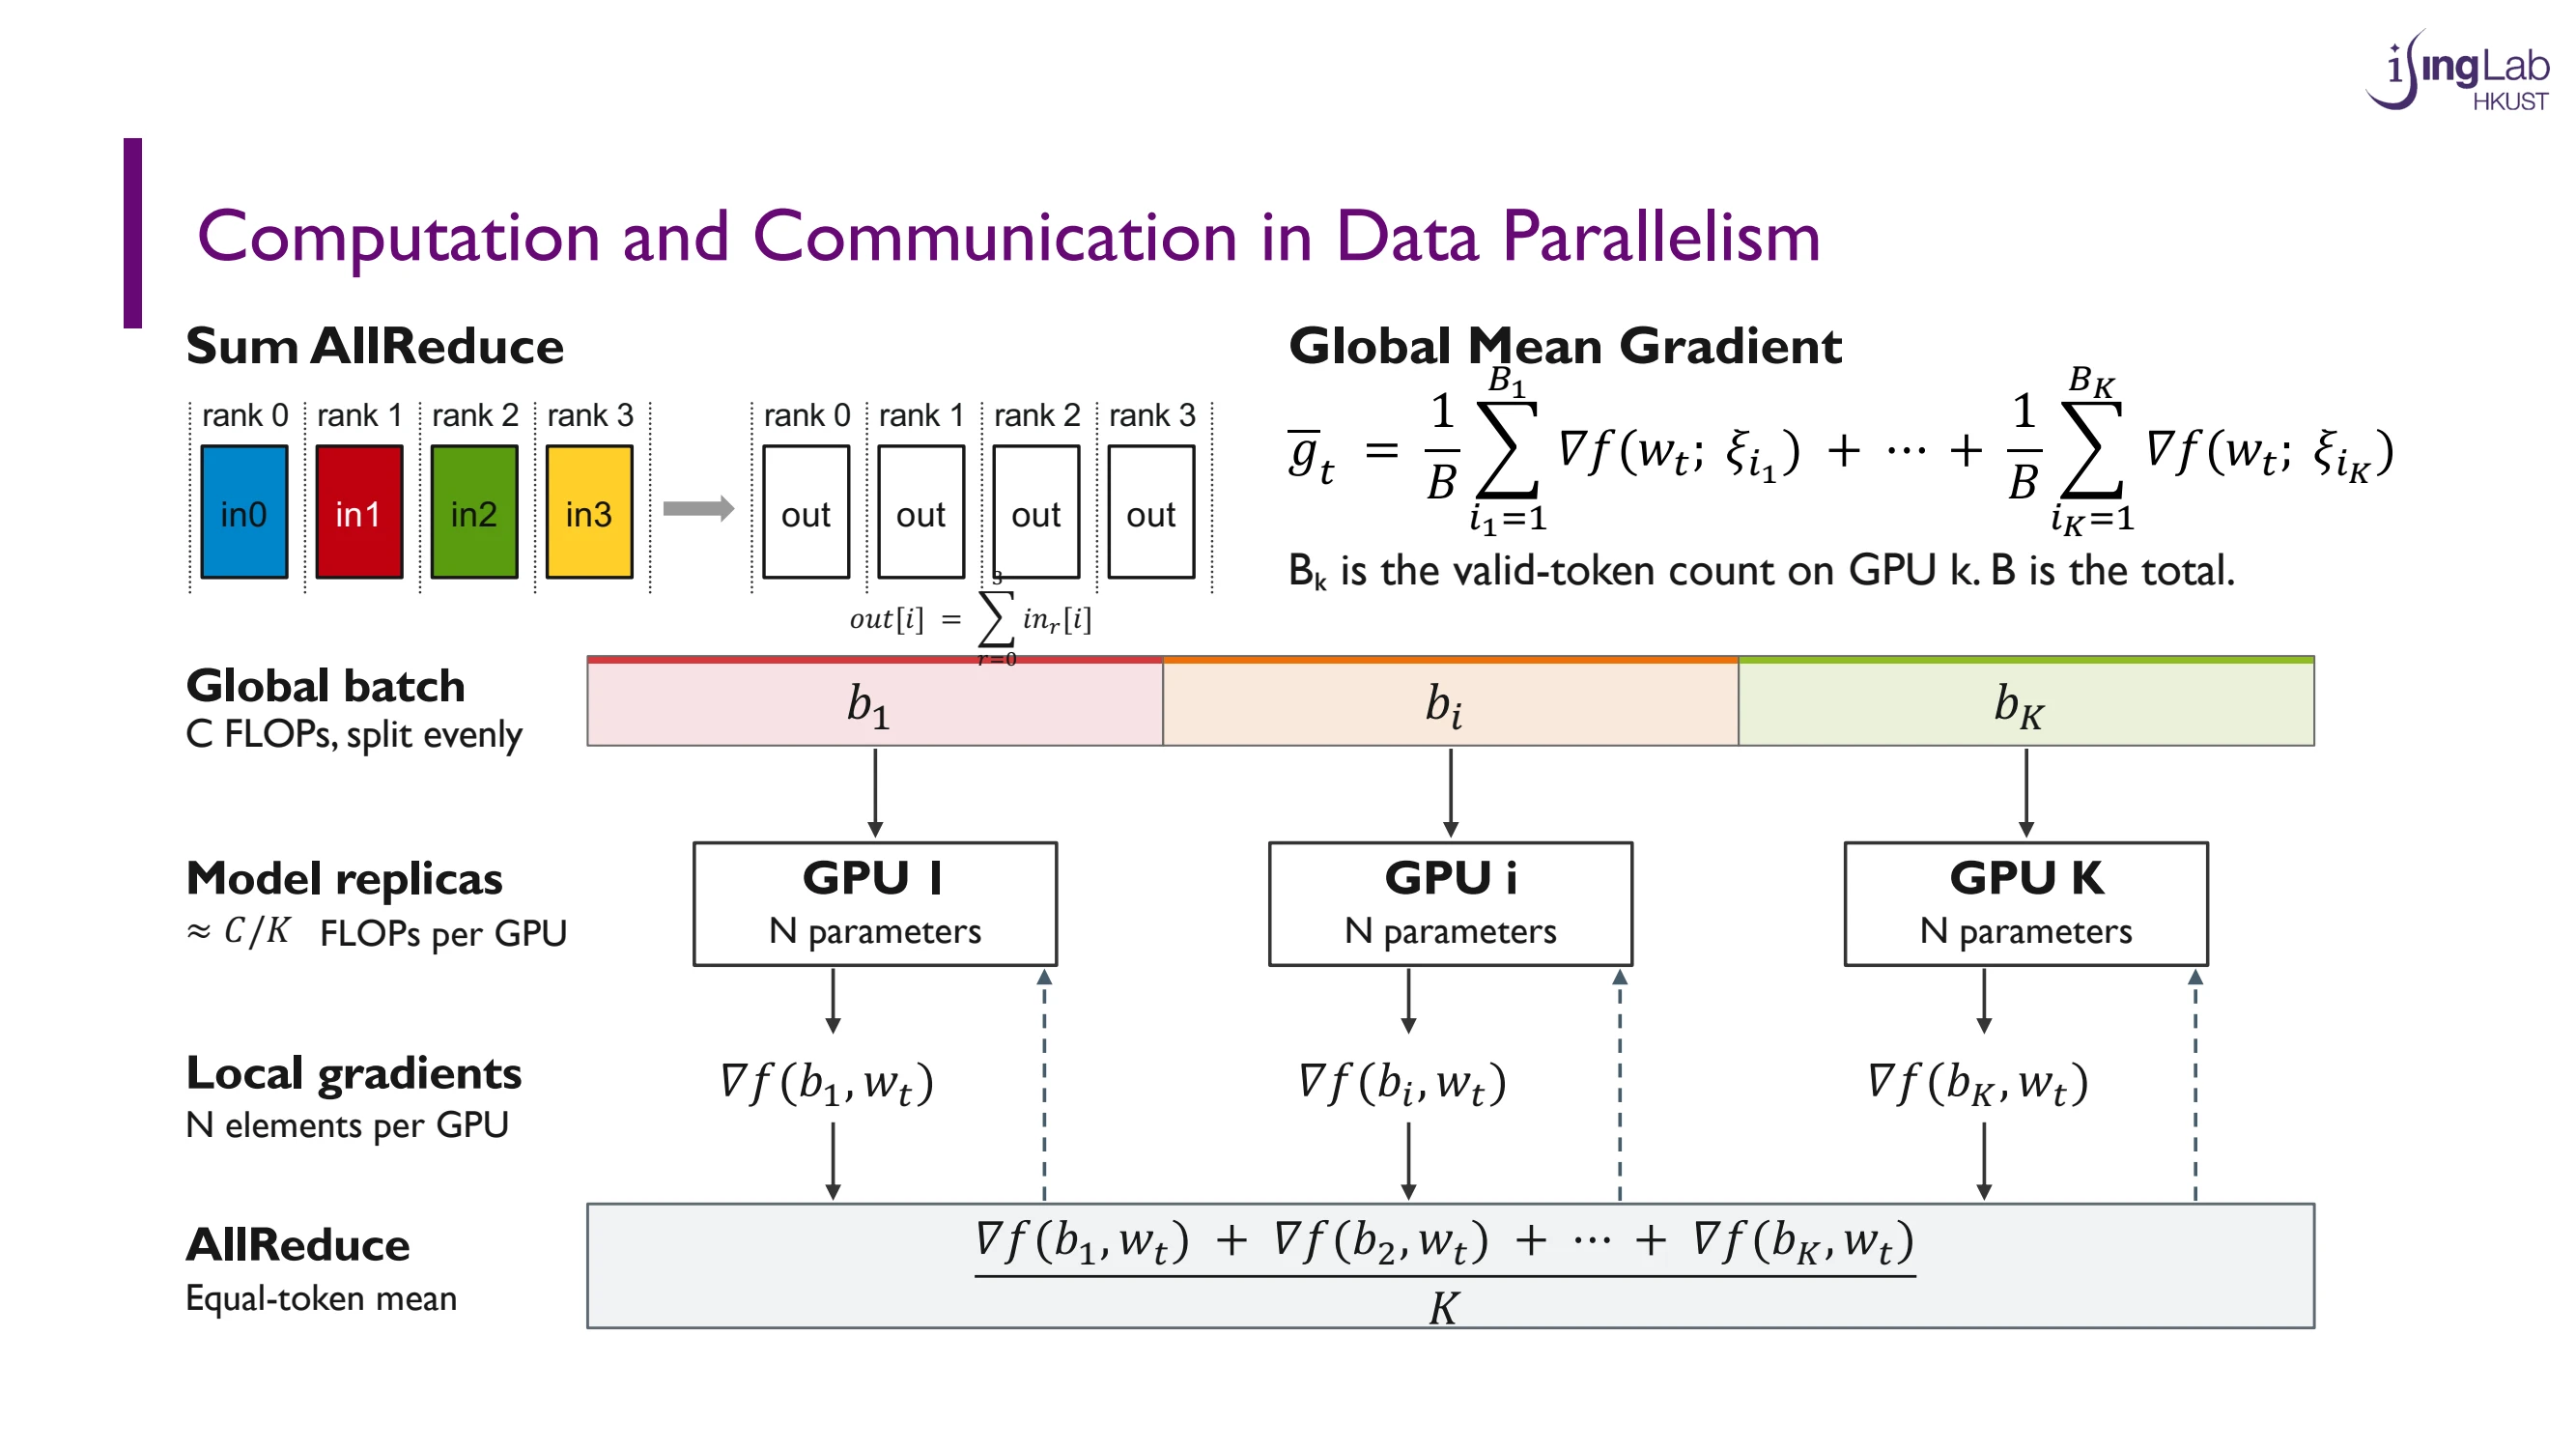 iSingLab
HKUST
Computation and Communication in Data Parallelism
Sum AllReduce
rank 0 rank 1 rank 2 rank 3 rank 0 rank 1 rank 2 rank 3
in0 in1 in2 in3 out out out out
out[i] = ∑_{r=0}^{3} in_r[i]
Global Mean Gradient
g̅_t = 1/B ∑_{i_1=1}^{B_1} ∇f(w_t; ξ_{i_1}) + ⋯ + 1/B ∑_{i_K=1}^{B_K} ∇f(w_t; ξ_{i_K})
B_k is the valid-token count on GPU k. B is the total.
Global batch
C FLOPs, split evenly
b_1 b_i b_K
Model replicas
≈ C/K FLOPs per GPU
GPU 1 GPU i GPU K
N parameters N parameters N parameters
Local gradients
N elements per GPU
∇f(b_1, w_t) ∇f(b_i, w_t) ∇f(b_K, w_t)
AllReduce
Equal-token mean
∇f(b_1, w_t) + ∇f(b_2, w_t) + ⋯ + ∇f(b_K, w_t)
K